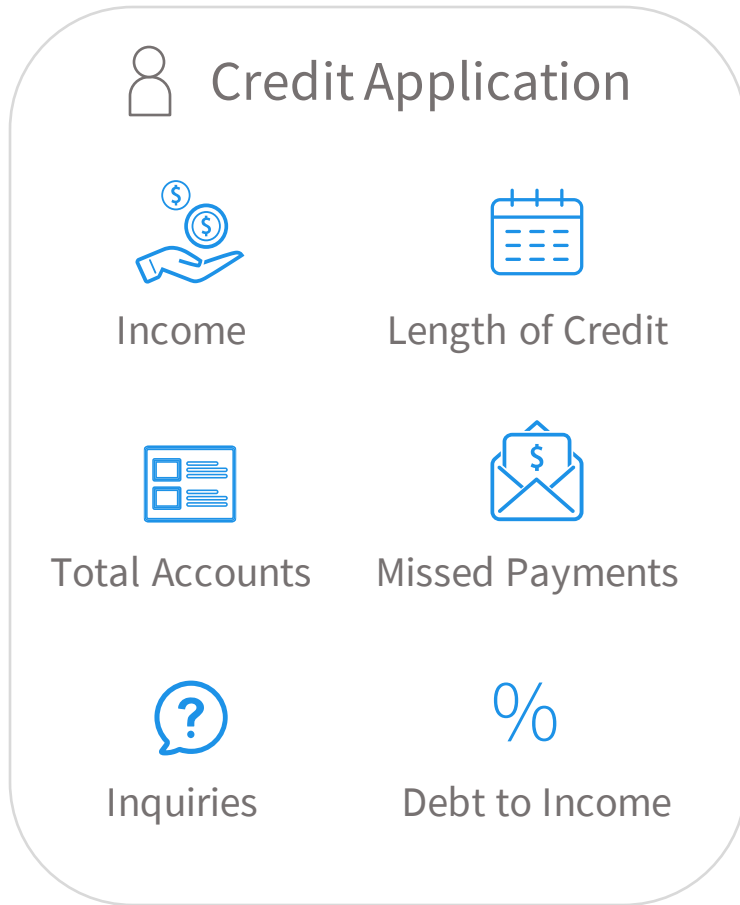 Credit Application
$
$
Income
Length of Credit
$
Total Accounts
Missed Payments
?
%
Inquiries
Debt to Income